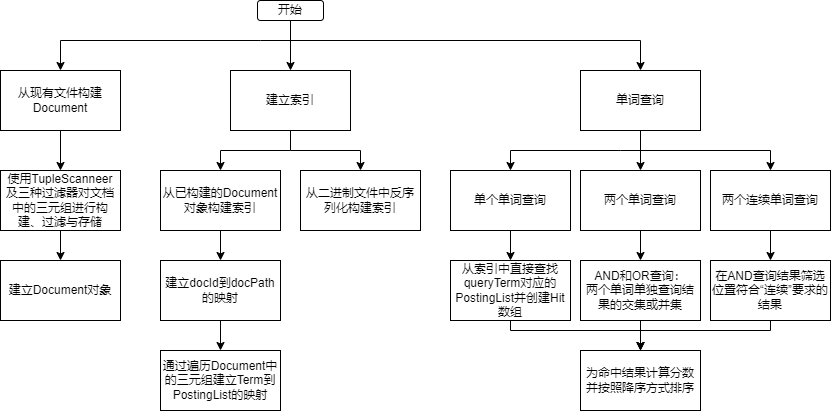 开始
从现有文件构建
Document
建立索引
单词查询
使用TupleScanneer
及三种过滤器对文档
中的三元组进行构
建、过滤与存储
从已构建的Document
对象构建索引
从二进制文件中反序
列化构建索引
单个单词查询
两个单词查询
两个连续单词查询
建立Document对象
建立docId到docPath
的映射
从索引中直接查找
queryTerm对应的
PostingList并创建Hit
数组
AND和OR查询：
两个单词单独查询结
果的交集或并集
在AND查询结果筛选
位置符合“连续”要求的
结果
通过遍历Document中
的三元组建立Term到
PostingList的映射
为命中结果计算分数
并按照降序方式排序